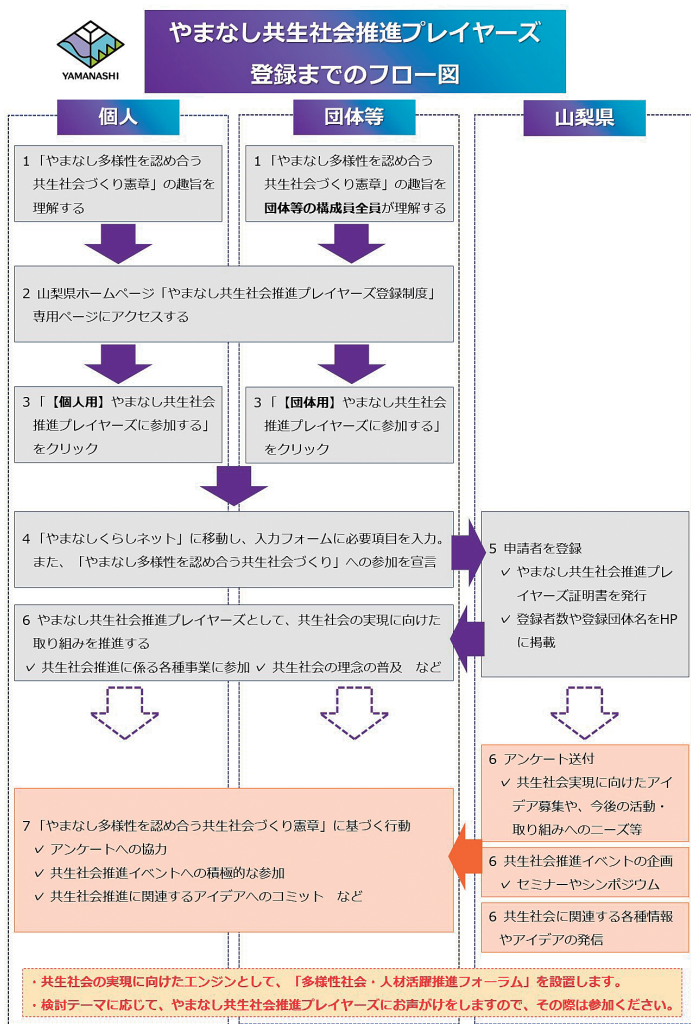 やまなし共生社会推進プレイヤーズ
登録までのフロー図
YAMANASHI
個人
団体等
山梨県
1「やまなし多様性を認め合う
共生社会づくり憲章」の趣旨を
理解する
1「やまなし多様性を認め合う
共生社会づくり憲章」の趣旨を
団体等の構成員全員が理解する
2 山梨県ホームページ「やまなし共生社会推進プレイヤーズ登録制度」
専用ページにアクセスする
3「【個人用】やまなし共生社会
推進プレイヤーズに参加する」
をクリック
3「【団体用】やまなし共生社会
推進プレイヤーズに参加する」
をクリック
4「やまなしくらしネット」に移動し、入力フォームに必要項目を入力。
また、「やまなし多様性を認め合う共生社会づくり」への参加を宣言
5 申請者を登録
✓ やまなし共生社会推進プレ
イヤーズ証明書を発行
✓ 登録者数や登録団体名をHP
に掲載
6 やまなし共生社会推進プレイヤーズとして、共生社会の実現に向けた
取り組みを推進する
✓ 共生社会推進に係る各種事業に参加 ✓ 共生社会の理念の普及 など
6 アンケート送付
✓ 共生社会実現に向けたアイ
デア募集や、今後の活動・
取り組みへのニーズ等
6 共生社会推進イベントの企画
✓ セミナーやシンポジウム
6 共生社会に関連する各種情報
やアイデアの発信
7「やまなし多様性を認め合う共生社会づくり憲章」に基づく行動
✓ アンケートへの協力
✓ 共生社会推進イベントへの積極的な参加
✓ 共生社会推進に関連するアイデアへのコミット など
・共生社会の実現に向けたエンジンとして、「多様性社会・人材活躍推進フォーラム」を設置します。
・検討テーマに応じて、やまなし共生社会推進プレイヤーズにお声がけをしますので、その際は参加ください。